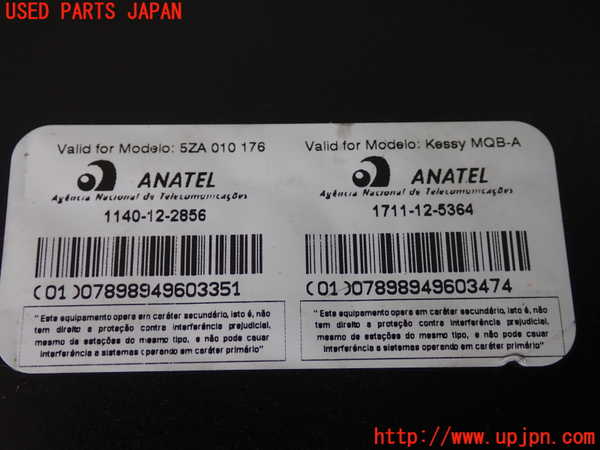 USED PARTS JAPAN
Valid for Modelo: 5ZA 010 176
ANATEL
Agência Nacional de Telecomunicações
1140-12-2856
(01)07898949603351
"Este equipamento opera em caráter secundário, isto é, não
tem direito a proteção contra interferência prejudicial,
mesmo de estações do mesmo tipo, e não pode causar
interferência a sistemas operando em caráter primário"
Valid for Modelo: Kessy MQB-A
ANATEL
Agência Nacional de Telecomunicações
1711-12-5364
(01)07898949603474
"Este equipamento opera em caráter secundário, isto é, não
tem direito a proteção contra interferência prejudicial,
mesmo de estações do mesmo tipo, e não pode causar
interferência a sistemas operando em caráter primário"
http://www.upjpn.com/